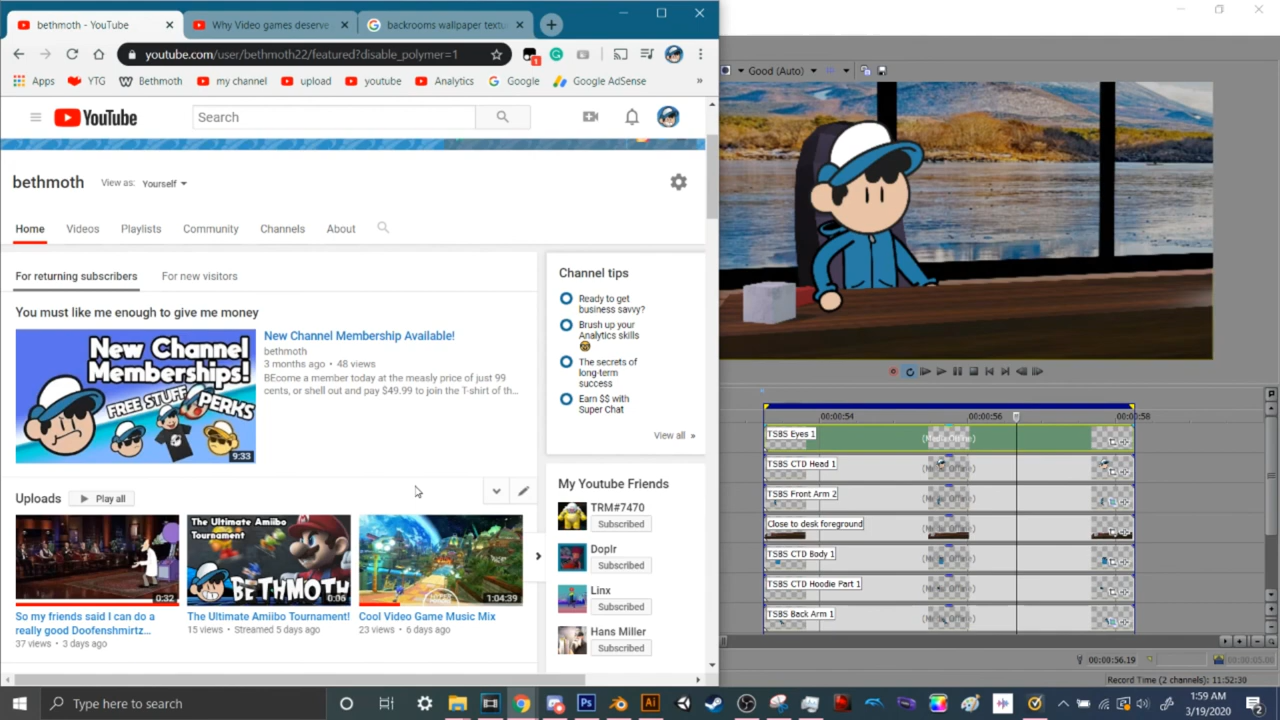 bethmoth - YouTube
Why Video games deserve
backrooms wallpaper textu
youtube.com/user/bethmoth22/featured?disable_polymer=1
Apps YTG Bethmoth my channel upload youtube Analytics Google Google AdSense »
YouTube
Search
bethmoth View as: Yourself
Home Videos Playlists Community Channels About
For returning subscribers For new visitors
You must like me enough to give me money
New Channel Memberships!
FREE STUFF
PERKS
9:33
New Channel Membership Available!
bethmoth
3 months ago • 48 views
BEcome a member today at the measly price of just 99
cents, or shell out and pay $49.99 to join the T-shirt of th...
Uploads Play all
0:32
So my friends said I can do a
really good Doofenshmirtz...
37 views • 3 days ago
The Ultimate Amiibo
Tournament
BETHMOTH
0:06
The Ultimate Amiibo Tournament!
15 views • Streamed 5 days ago
1:04:39
Cool Video Game Music Mix
23 views • 6 days ago
Channel tips
Ready to get
business savvy?
Brush up your
Analytics skills
The secrets of
long-term
success
Earn $$ with
Super Chat
View all »
My Youtube Friends
TRM#7470
Subscribed
Doplr
Subscribed
Linx
Subscribed
Hans Miller
Subscribed
Good (Auto)
00:00:54 00:00:56 00:00:58
TSBS Eyes 1
TSBS CTD Head 1
TSBS Front Arm 2
Close to desk foreground
TSBS CTD Body 1
TSBS CTD Hoodie Part 1
TSBS Back Arm 1
00:00:56.19
Record Time (2 channels): 11:52:30
Type here to search
1:59 AM
3/19/2020
2